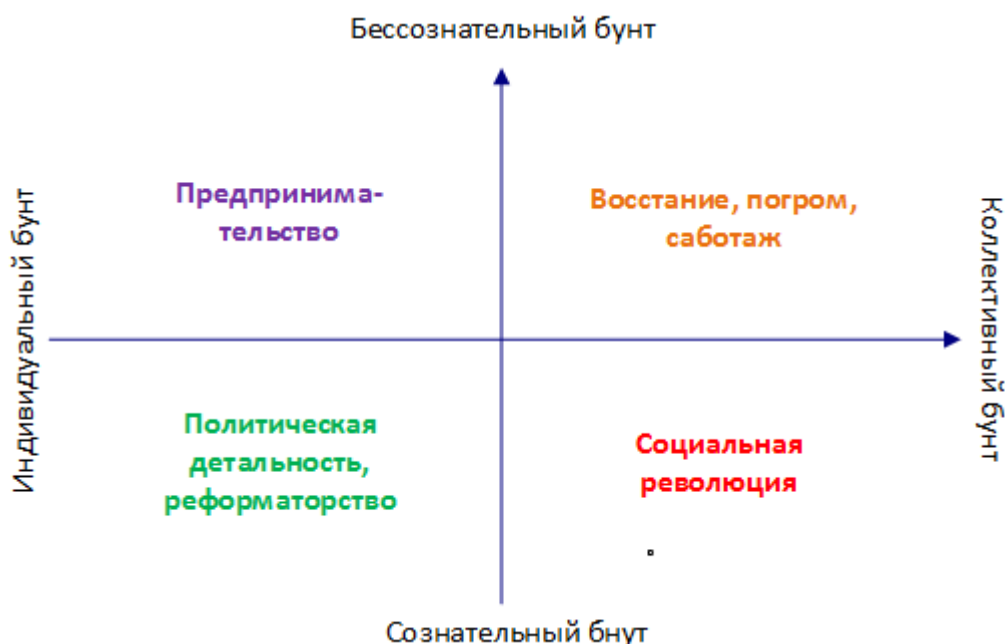 Бессознательный бунт
Предпринима-
тельство
Восстание, погром,
саботаж
Индивидуальный бунт
Коллективный бунт
Политическая
детальность,
реформаторство
Социальная
революция
Сознательный бнут